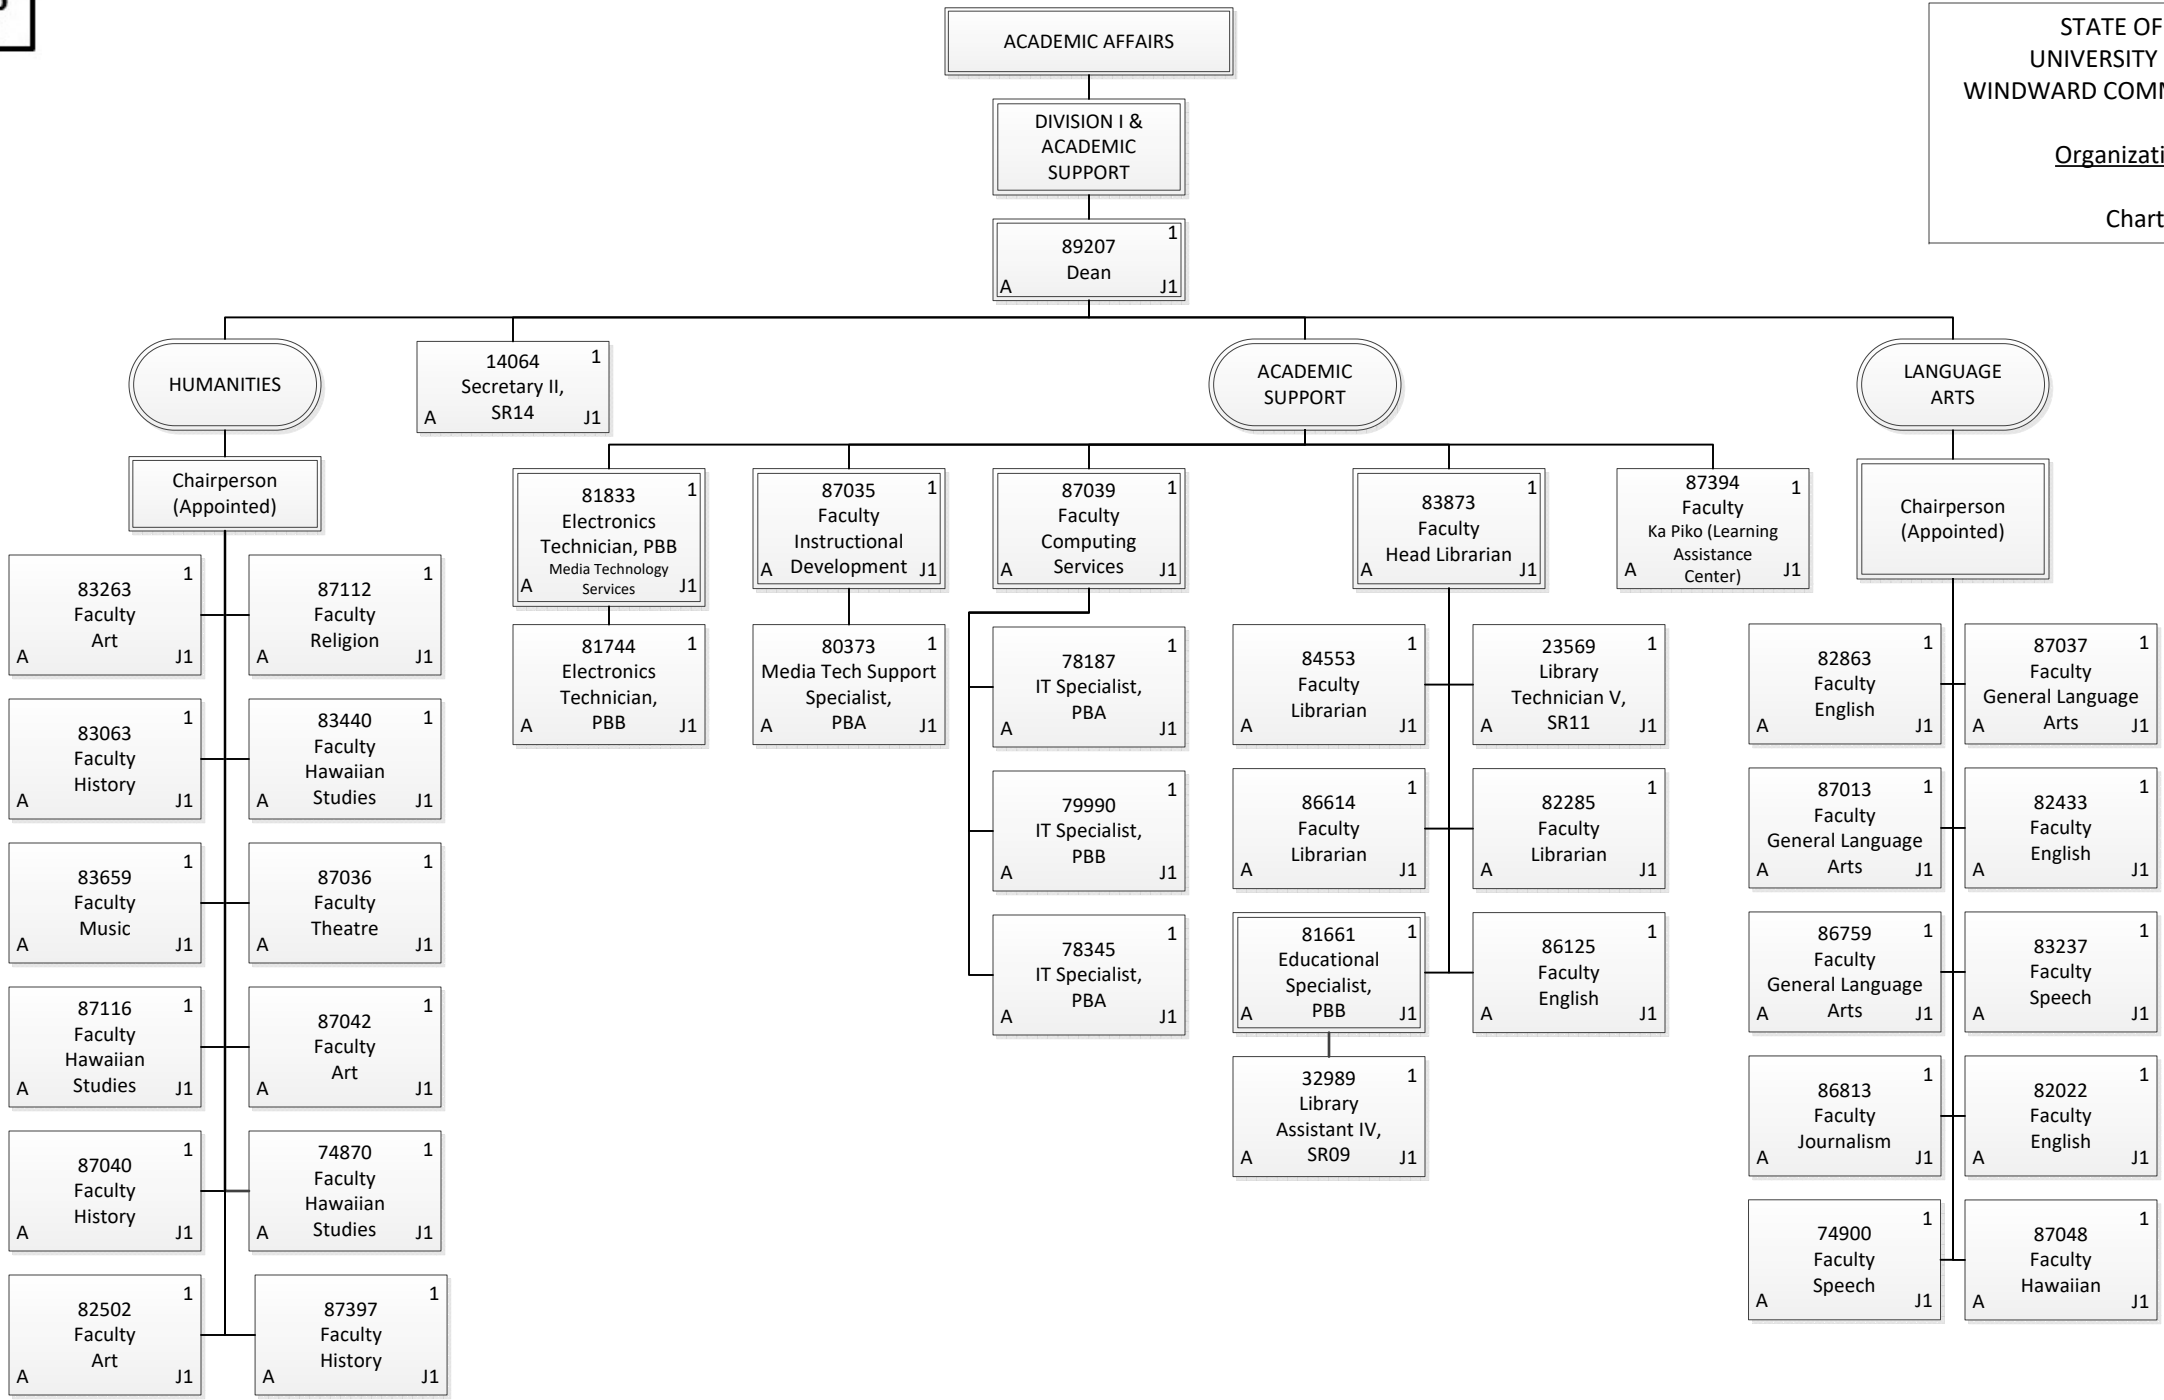 ACADEMIC AFFAIRS
STATE OF
UNIVERSITY
WINDWARD
Chart
DIVISION I &
ACADEMIC
SUPPORT
1
89207
Dean
A J1
HUMANITIES
14064 1
Secretary II,
SR14
A J1
ACADEMIC
SUPPORT
LANGUAGE
ARTS
Chairperson
(Appointed)
1
83263
Faculty
Art
A J1
1
87112
Faculty
Religion
A J1
1
83063
Faculty
History
A J1
83440 1
Faculty
Hawaiian
Studies
A J1
1
83659
Faculty
Music
A J1
1
87036
Faculty
Theatre
A J1
87116 1
Faculty
Hawaiian
Studies
A J1
1
87042
Faculty
Art
A J1
1
87040
Faculty
History
A J1
74870 1
Faculty
Hawaiian
Studies
A J1
1
82502
Faculty
Art
A J1
1
87397
Faculty
History
A J1
81833 1
Electronics
Technician, PBB
Media Technology
Services
A J1
81744 1
Electronics
Technician,
PBB
A J1
87035 1
Faculty
Instructional
Development
A J1
80373 1
Media Tech Support
Specialist,
PBA
A J1
87039 1
Faculty
Computing
Services
A J1
1
78187
IT Specialist,
PBA
A J1
1
79990
IT Specialist,
PBB
A J1
1
78345
IT Specialist,
PBA
A J1
1
83873
Faculty
Head Librarian
A J1
1
84553
Faculty
Librarian
A J1
23569 1
Library
Technician V,
SR11
A J1
1
86614
Faculty
Librarian
A J1
1
82285
Faculty
Librarian
A J1
81661 1
Educational
Specialist,
PBB
A J1
1
86125
Faculty
English
A J1
32989 1
Library
Assistant IV,
SR09
A J1
87394 1
Faculty
Ka Piko (Learning
Assistance
Center)
A J1
Chairperson
(Appointed)
1
82863
Faculty
English
A J1
87037 1
Faculty
General Language
Arts
A J1
87013 1
Faculty
General Language
Arts
A J1
1
82433
Faculty
English
A J1
86759 1
Faculty
General Language
Arts
A J1
1
83237
Faculty
Speech
A J1
1
86813
Faculty
Journalism
A J1
1
82022
Faculty
English
A J1
1
74900
Faculty
Speech
A J1
1
87048
Faculty
Hawaiian
A J1